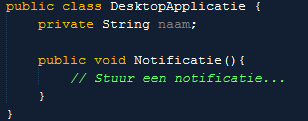 public class DesktopApplicatie {
    private String naam;

    public void Notificatie(){
        // Stuur een notificatie...
    }
}